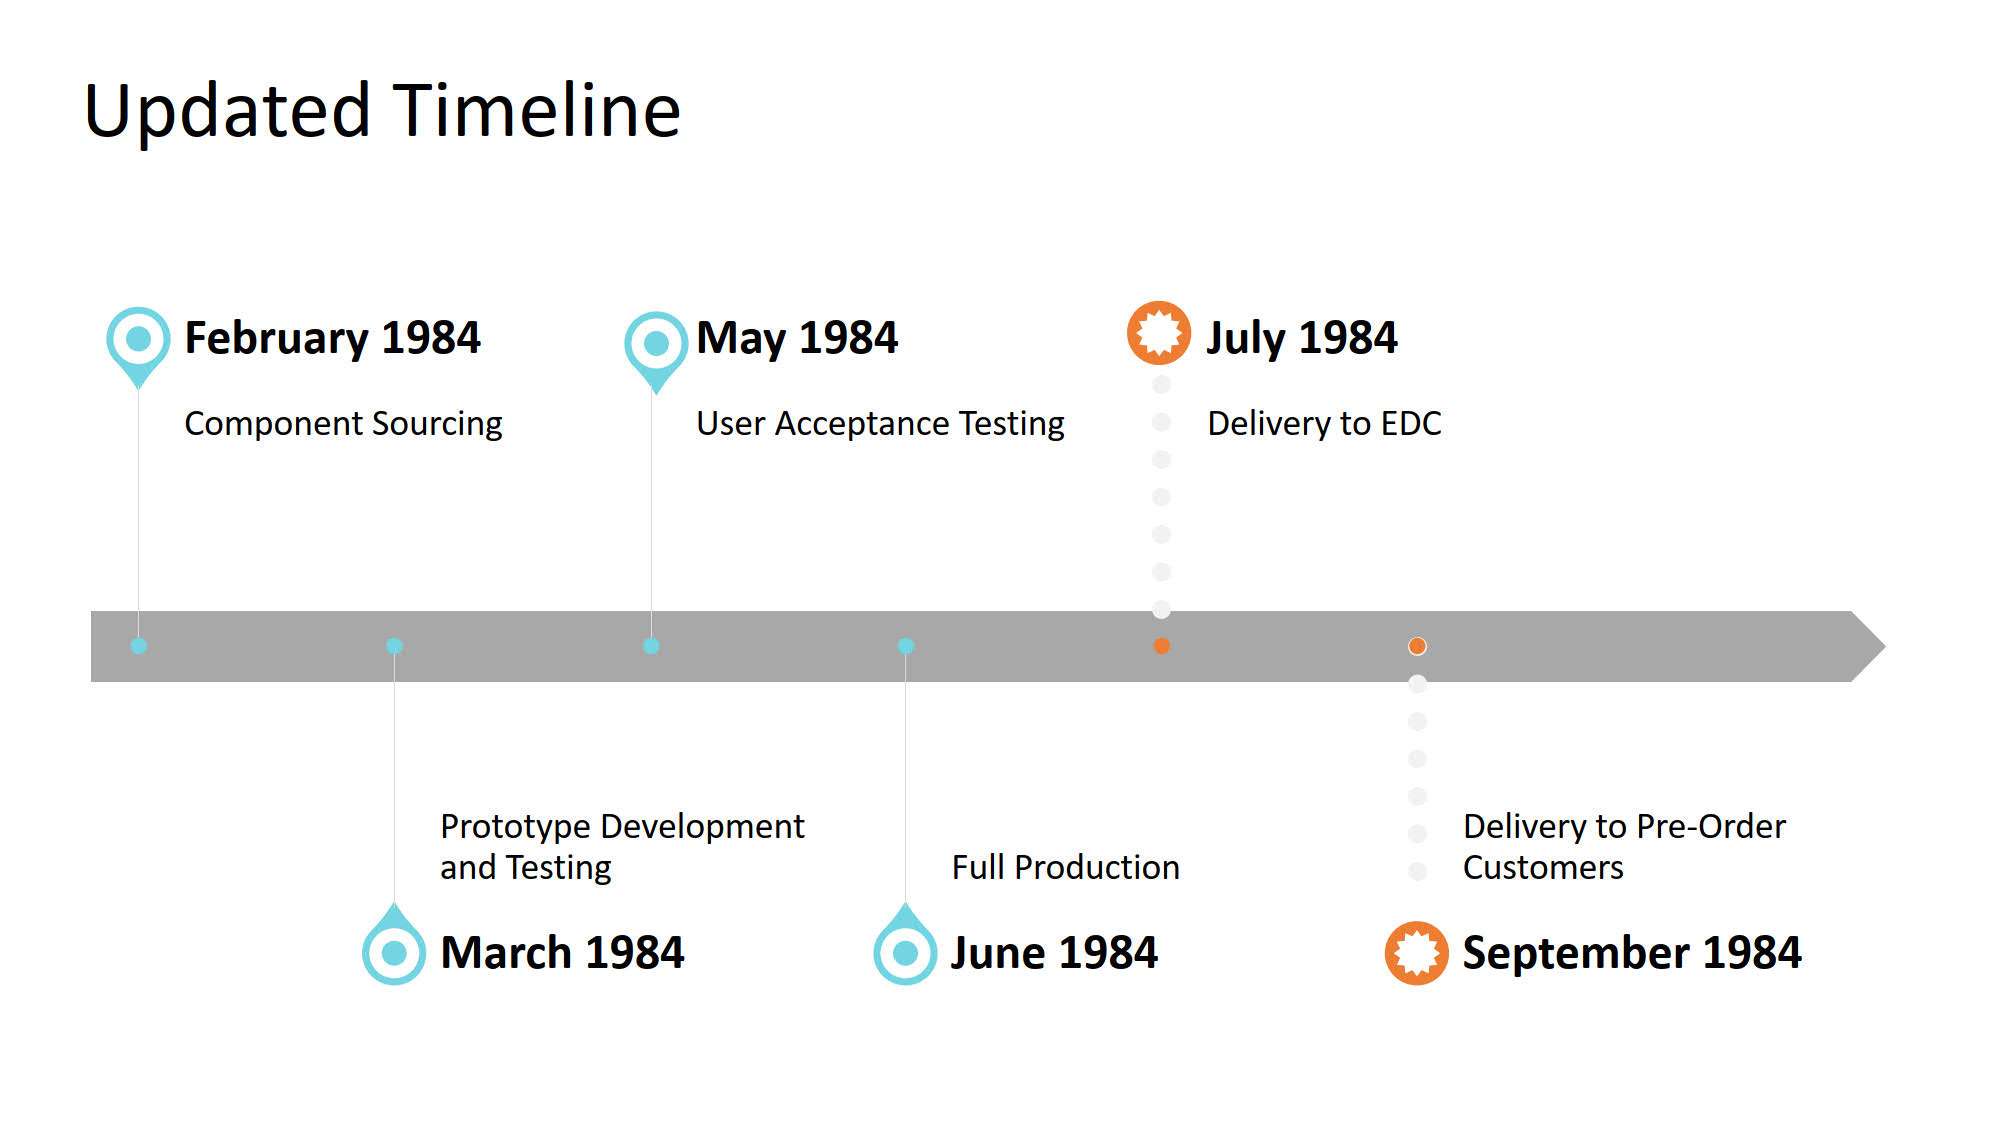 Updated Timeline
February 1984
Component Sourcing
May 1984
User Acceptance Testing
July 1984
Delivery to EDC
Prototype Development
and Testing
March 1984
Full Production
June 1984
Delivery to Pre-Order
Customers
September 1984